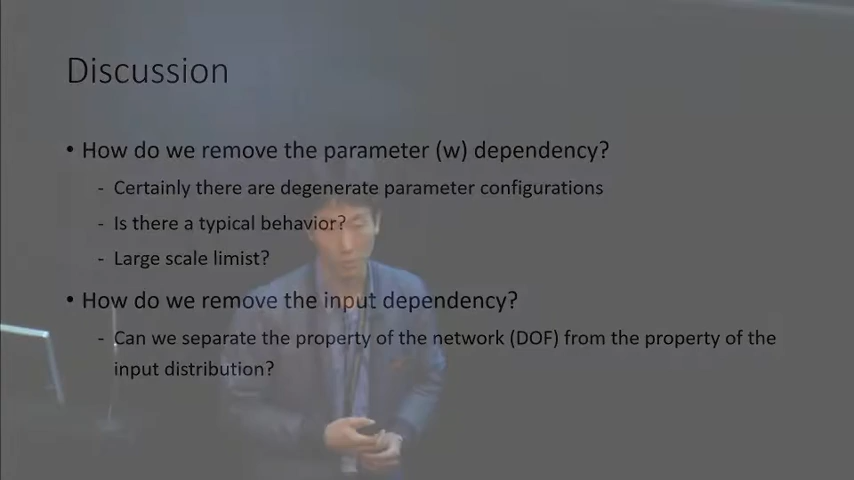 Discussion
• How do we remove the parameter (w) dependency?
- Certainly there are degenerate parameter configurations
- Is there a typical behavior?
- Large scale limist?
• How do we remove the input dependency?
- Can we separate the property of the network (DOF) from the property of the
input distribution?